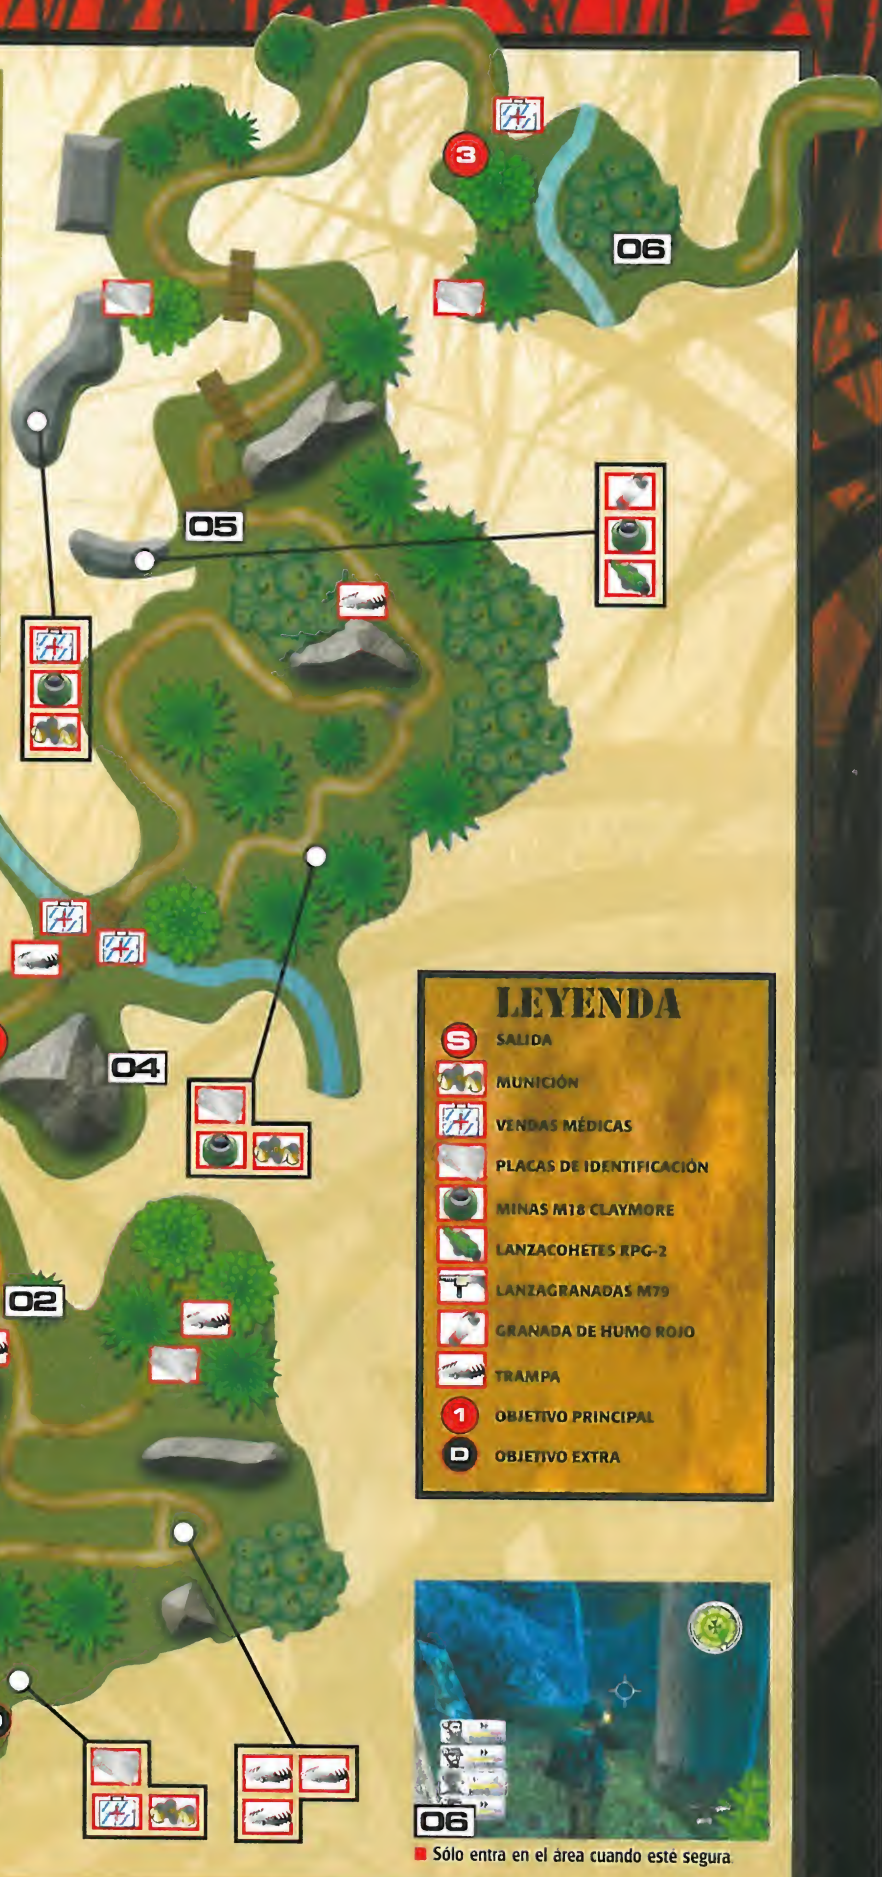 3
06
05
04
02
LEYENDA
S SALIDA
MUNICIÓN
VENDAS MÉDICAS
PLACAS DE IDENTIFICACIÓN
MINAS M18 CLAYMORE
LANZACOHETES RPG-2
LANZAGRANADAS M79
GRANADA DE HUMO ROJO
TRAMPA
1 OBJETIVO PRINCIPAL
D OBJETIVO EXTRA
06
Sólo entra en el área cuando esté segura.